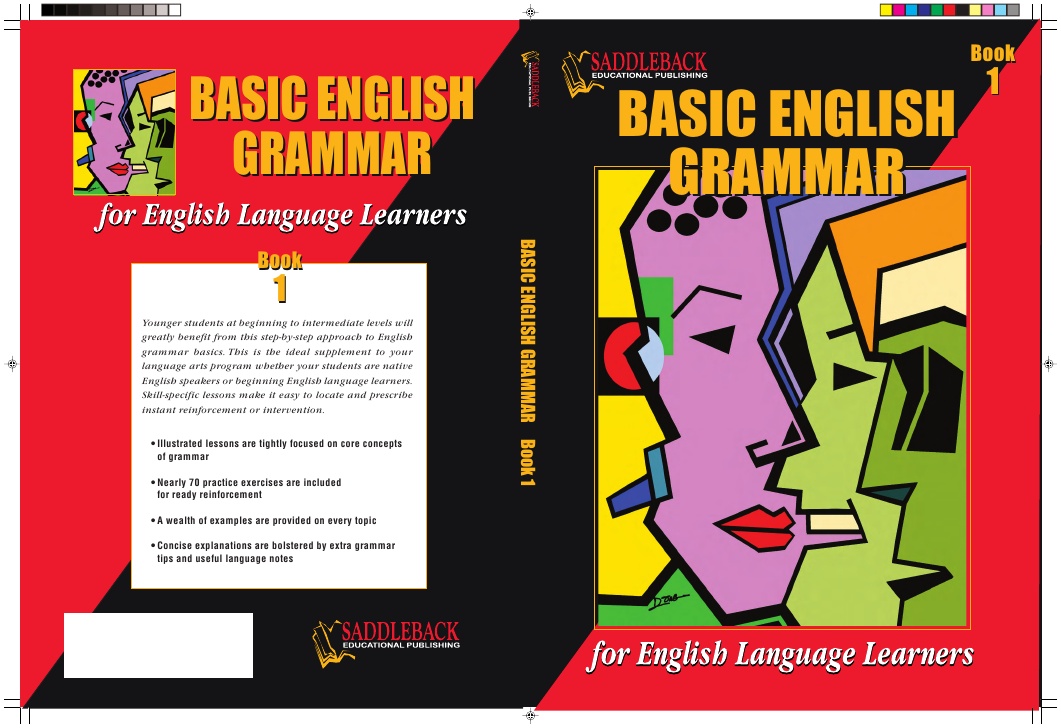 BASIC ENGLISH
GRAMMAR
for English Language Learners
Book
1
Younger students at beginning to intermediate levels will
greatly benefit from this step-by-step approach to English
grammar basics. This is the ideal supplement to your
language arts program whether your students are native
English speakers or beginning English language learners.
Skill-specific lessons make it easy to locate and prescribe
instant reinforcement or intervention.
• Illustrated lessons are tightly focused on core concepts
of grammar
• Nearly 70 practice exercises are included
for ready reinforcement
• A wealth of examples are provided on every topic
• Concise explanations are bolstered by extra grammar
tips and useful language notes
SADDLEBACK
EDUCATIONAL PUBLISHING
SADDLEBACK
EDUCATIONAL PUBLISHING
BASIC ENGLISH GRAMMAR Book 1
SADDLEBACK
EDUCATIONAL PUBLISHING
Book
1
BASIC ENGLISH
GRAMMAR
for English Language Learners